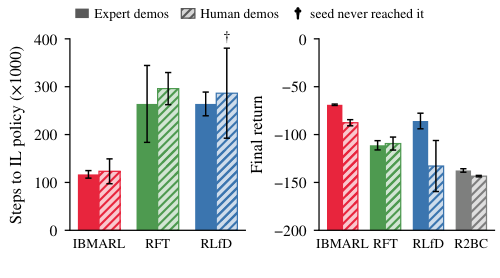 Expert demos Human demos † seed never reached it
Steps to IL policy (×1000)
400
300
200
100
0
†
IBMARL RFT RLfD
Final return
0
−50
−100
−150
−200
IBMARL RFT RLfD R2BC